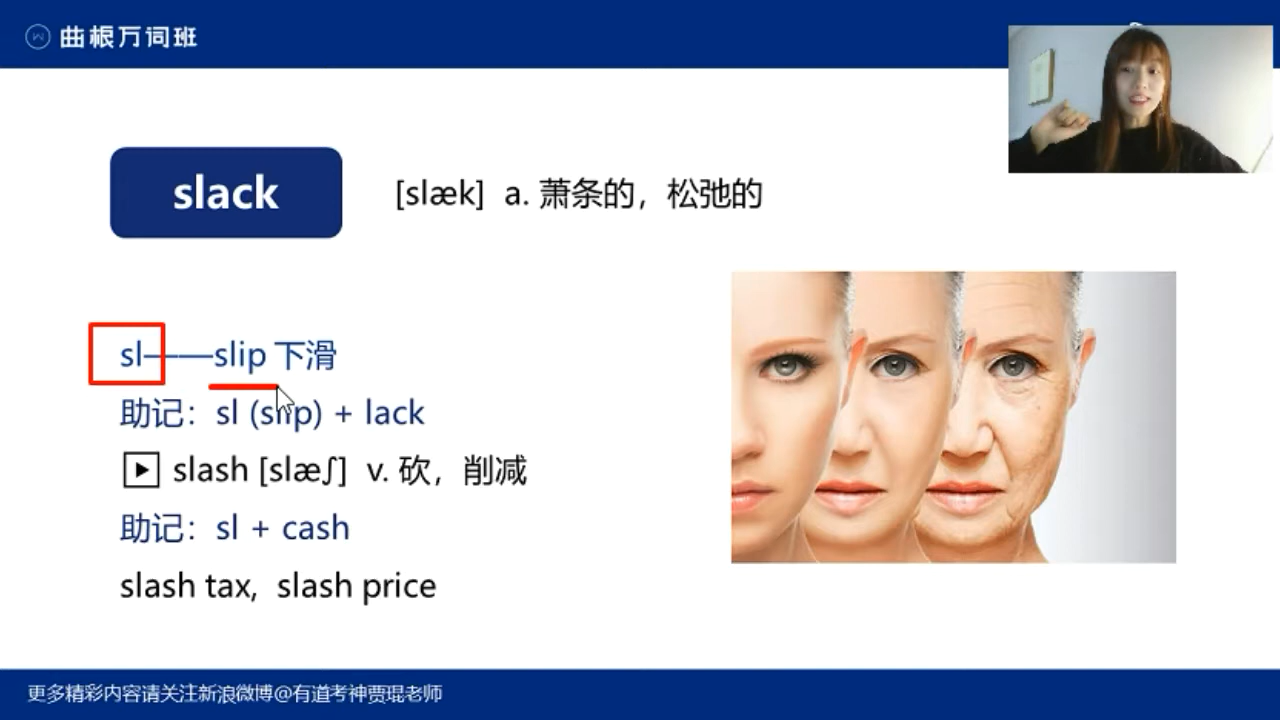 曲根万词班
slack
[slæk] a. 萧条的，松弛的
sl——slip 下滑
助记：sl (slip) + lack
slash [slæʃ] v. 砍，削减
助记：sl + cash
slash tax, slash price
更多精彩内容请关注新浪微博@有道考神贾琨老师